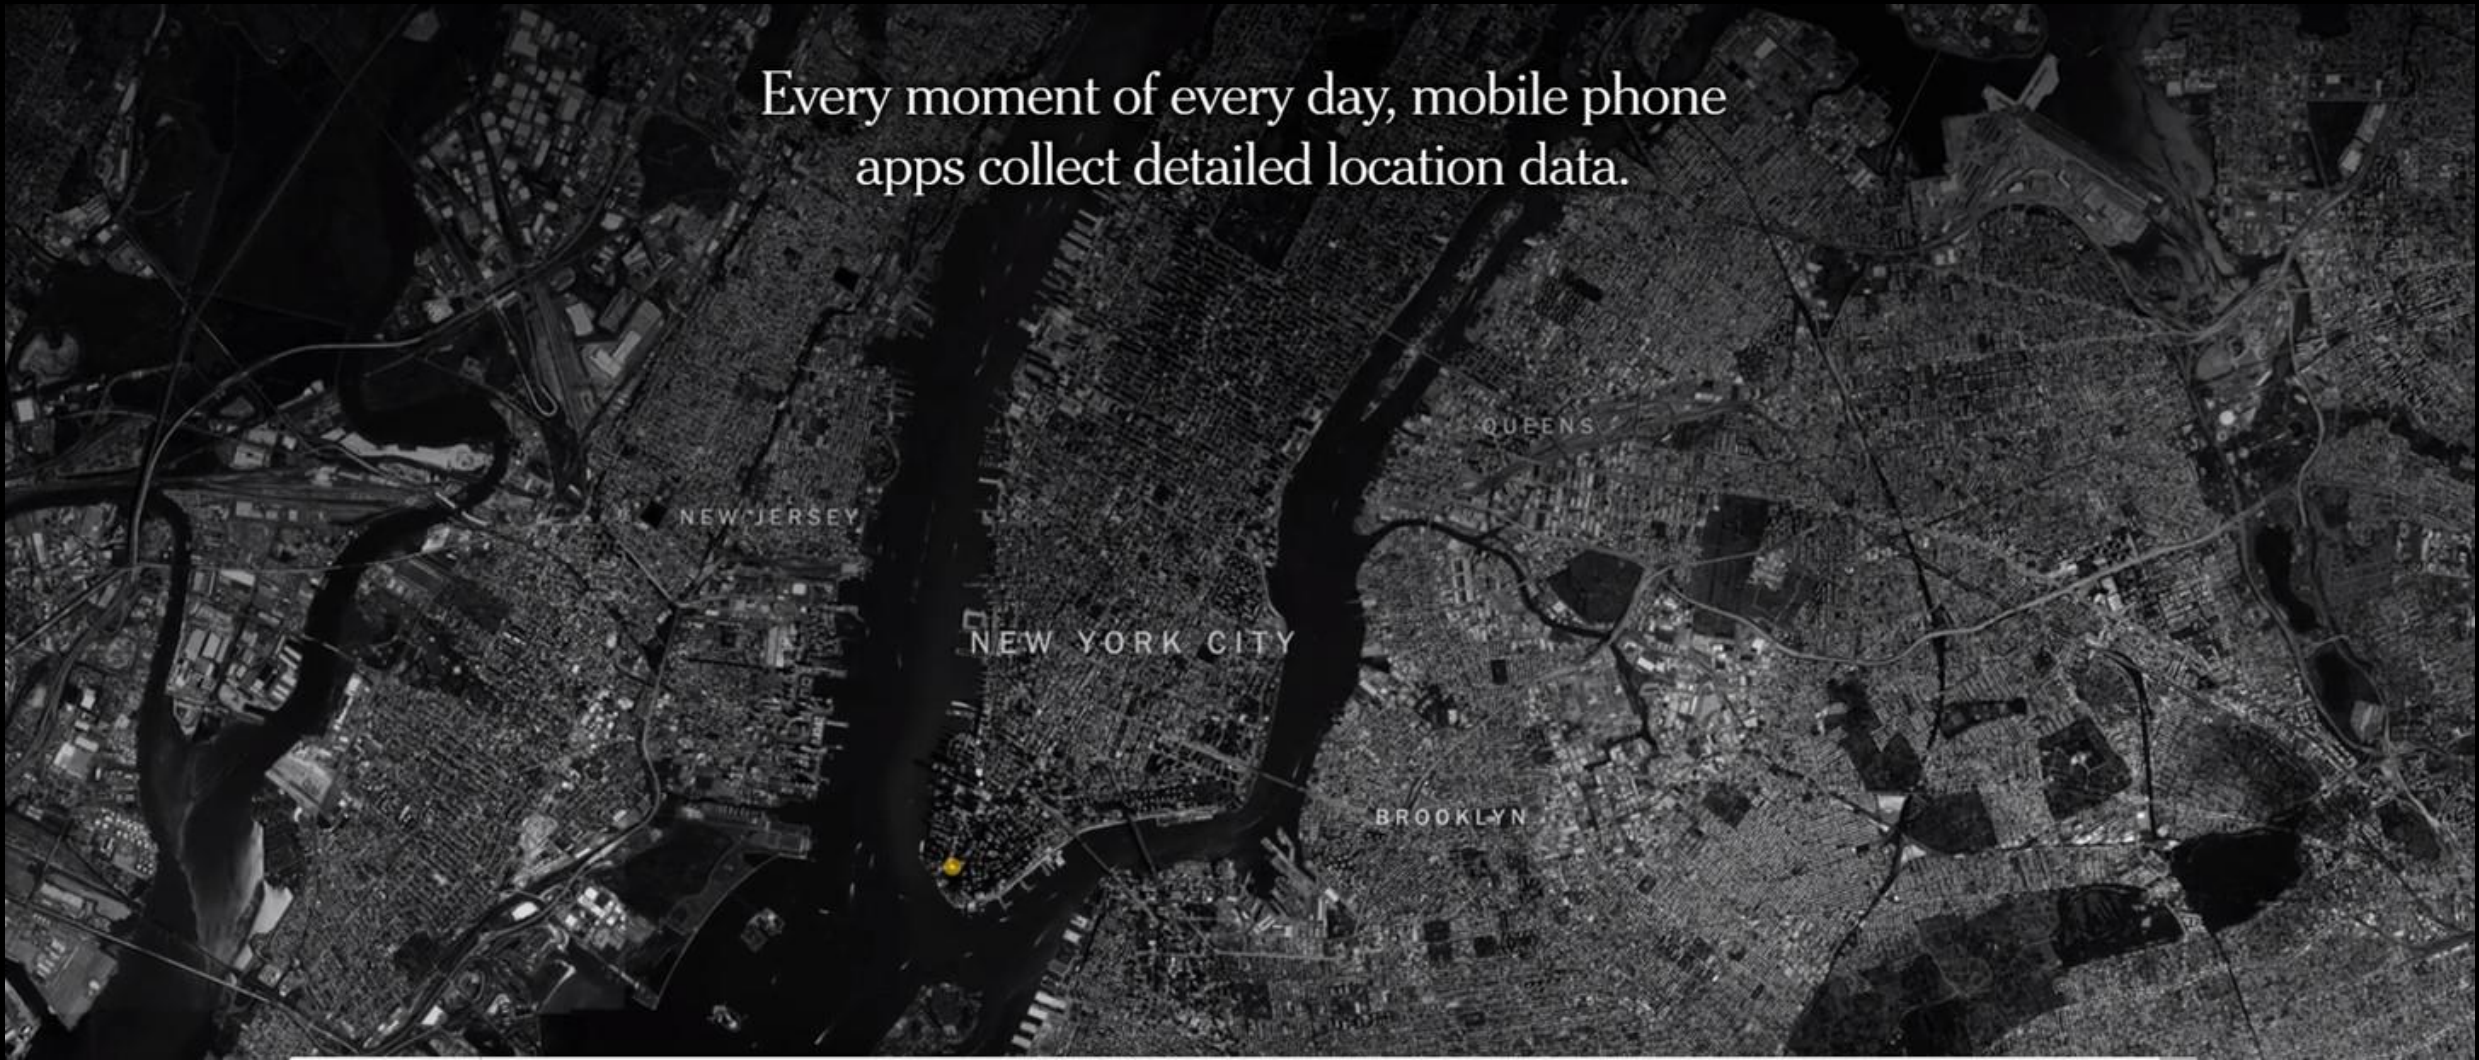 Every moment of every day, mobile phone
apps collect detailed location data.
QUEENS
NEW JERSEY
NEW YORK CITY
BROOKLYN